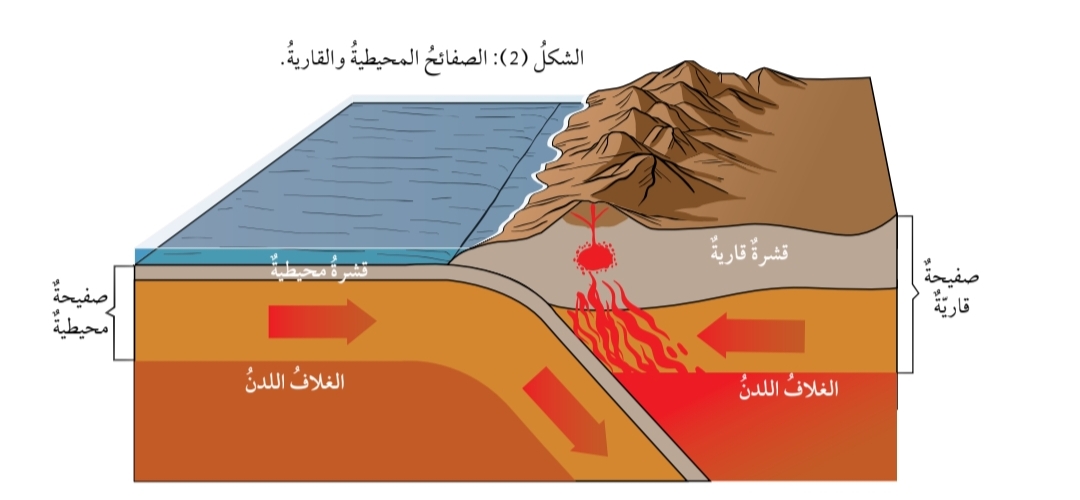 الشكلُ (2): الصفائحُ المحيطيةُ والقاريةُ.
قشرةٌ قاريةٌ
قشرةُ محيطيةٌ
صفيحةٌ
قاريّةٌ
صفيحةٌ
محيطيةٌ
الغلافُ اللدنُ
الغلافُ اللدنُ